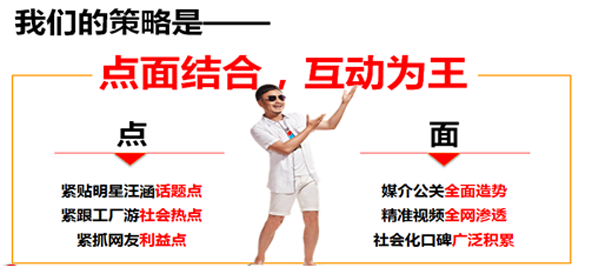 我们的策略是——
点面结合，互动为王
点
紧贴明星汪涵话题点
紧跟工厂游社会热点
紧抓网友利益点
面
媒介公关全面造势
精准视频全网渗透
社会化口碑广泛积累